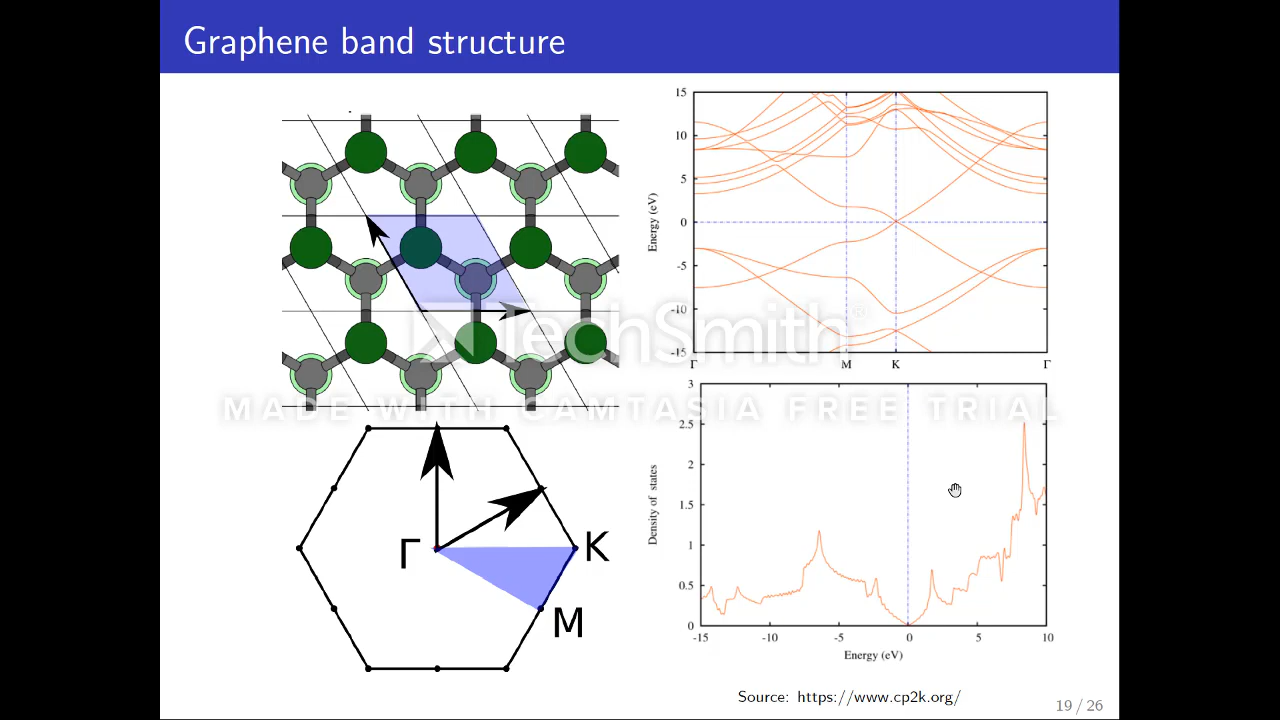 Graphene band structure
15
10
5
0
-5
-10
-15
Energy (eV)
Γ M K Γ
TechSmith®
MADE WITH CAMTASIA FREE TRIAL
3
2.5
2
1.5
1
0.5
0
Density of states
-15 -10 -5 0 5 10
Energy (eV)
Γ
K
M
Source: https://www.cp2k.org/
19 / 26